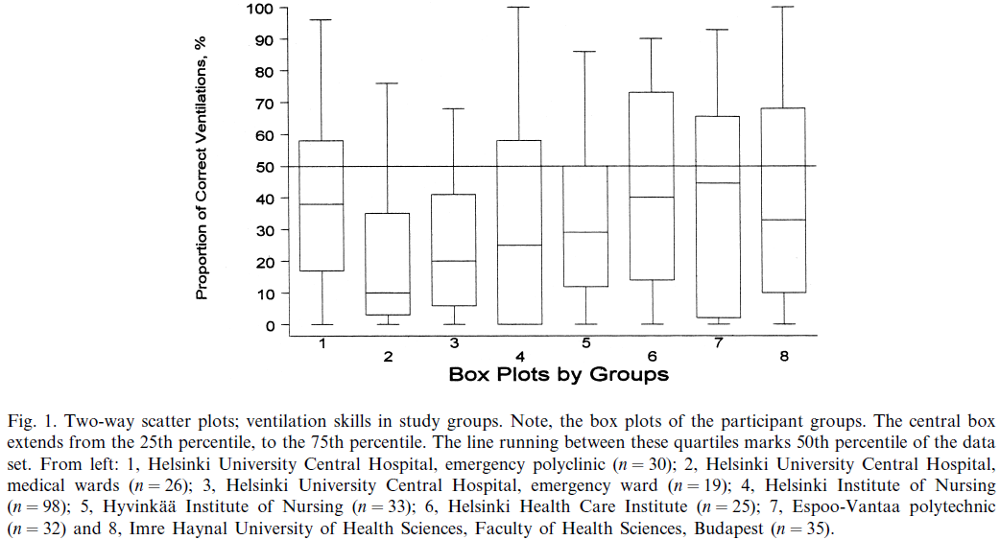 100
90
80
70
60
50
40
30
20
10
0
Proportion of Correct Ventilations, %
1 3 5 7
2 4 6 8
Box Plots by Groups
Fig. 1. Two-way scatter plots; ventilation skills in study groups. Note, the box plots of the participant groups. The central box
extends from the 25th percentile, to the 75th percentile. The line running between these quartiles marks 50th percentile of the data
set. From left: 1, Helsinki University Central Hospital, emergency polyclinic (n = 30); 2, Helsinki University Central Hospital,
medical wards (n = 26); 3, Helsinki University Central Hospital, emergency ward (n = 19); 4, Helsinki Institute of Nursing
(n = 98); 5, Hyvinkää Institute of Nursing (n = 33); 6, Helsinki Health Care Institute (n = 25); 7, Espoo-Vantaa polytechnic
(n = 32) and 8, Imre Haynal University of Health Sciences, Faculty of Health Sciences, Budapest (n = 35).